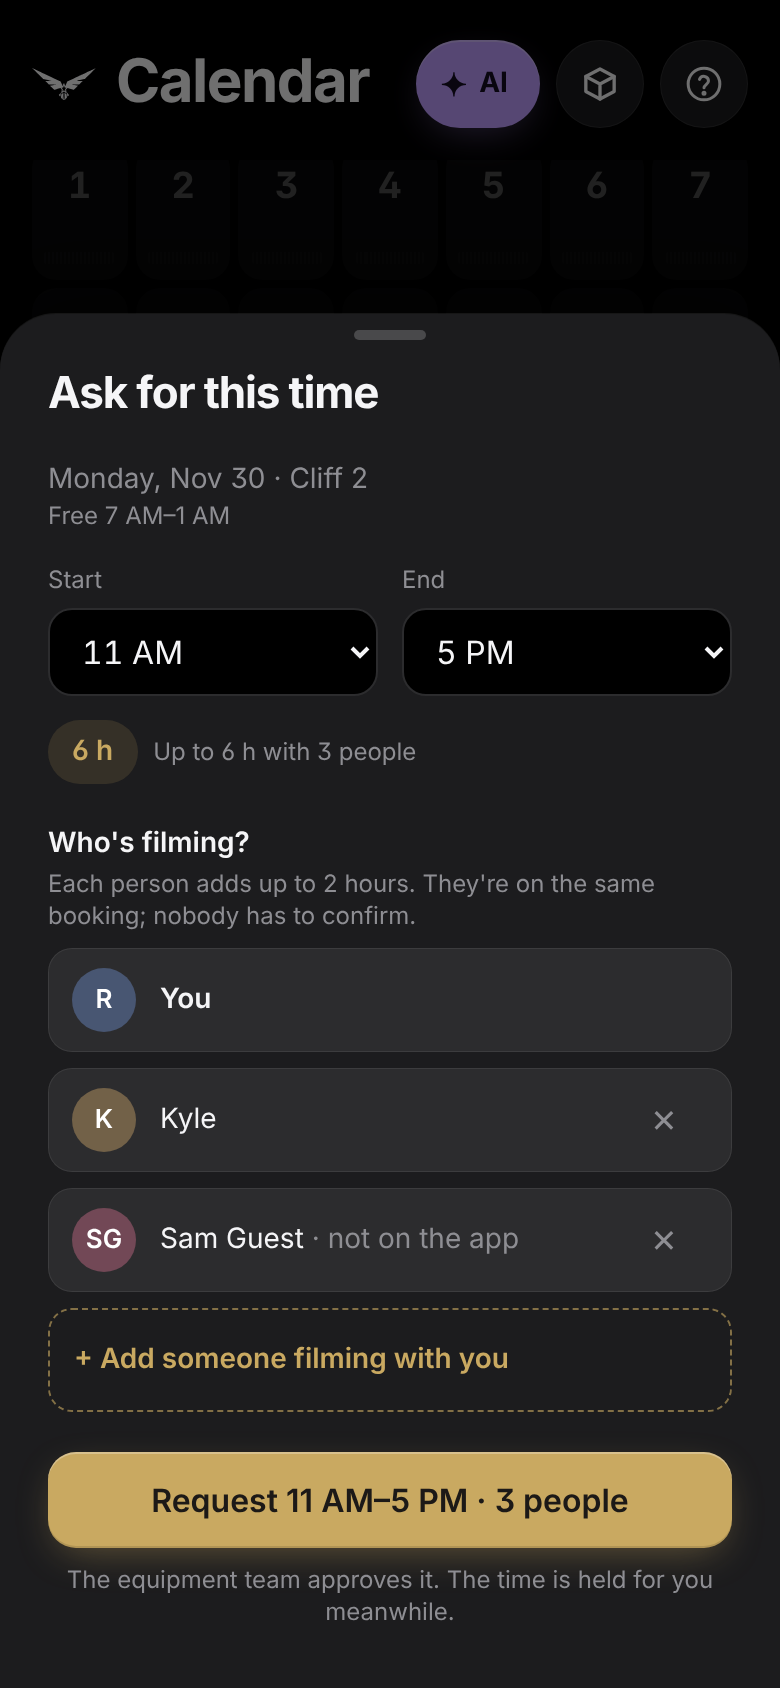 Calendar
AI
1 2 3 4 5 6 7
Ask for this time
Monday, Nov 30 · Cliff 2
Free 7 AM–1 AM
Start
End
11 AM
5 PM
6 h
Up to 6 h with 3 people
Who's filming?
Each person adds up to 2 hours. They're on the same
booking; nobody has to confirm.
R
You
K
Kyle
SG
Sam Guest · not on the app
+ Add someone filming with you
Request 11 AM–5 PM · 3 people
The equipment team approves it. The time is held for you
meanwhile.